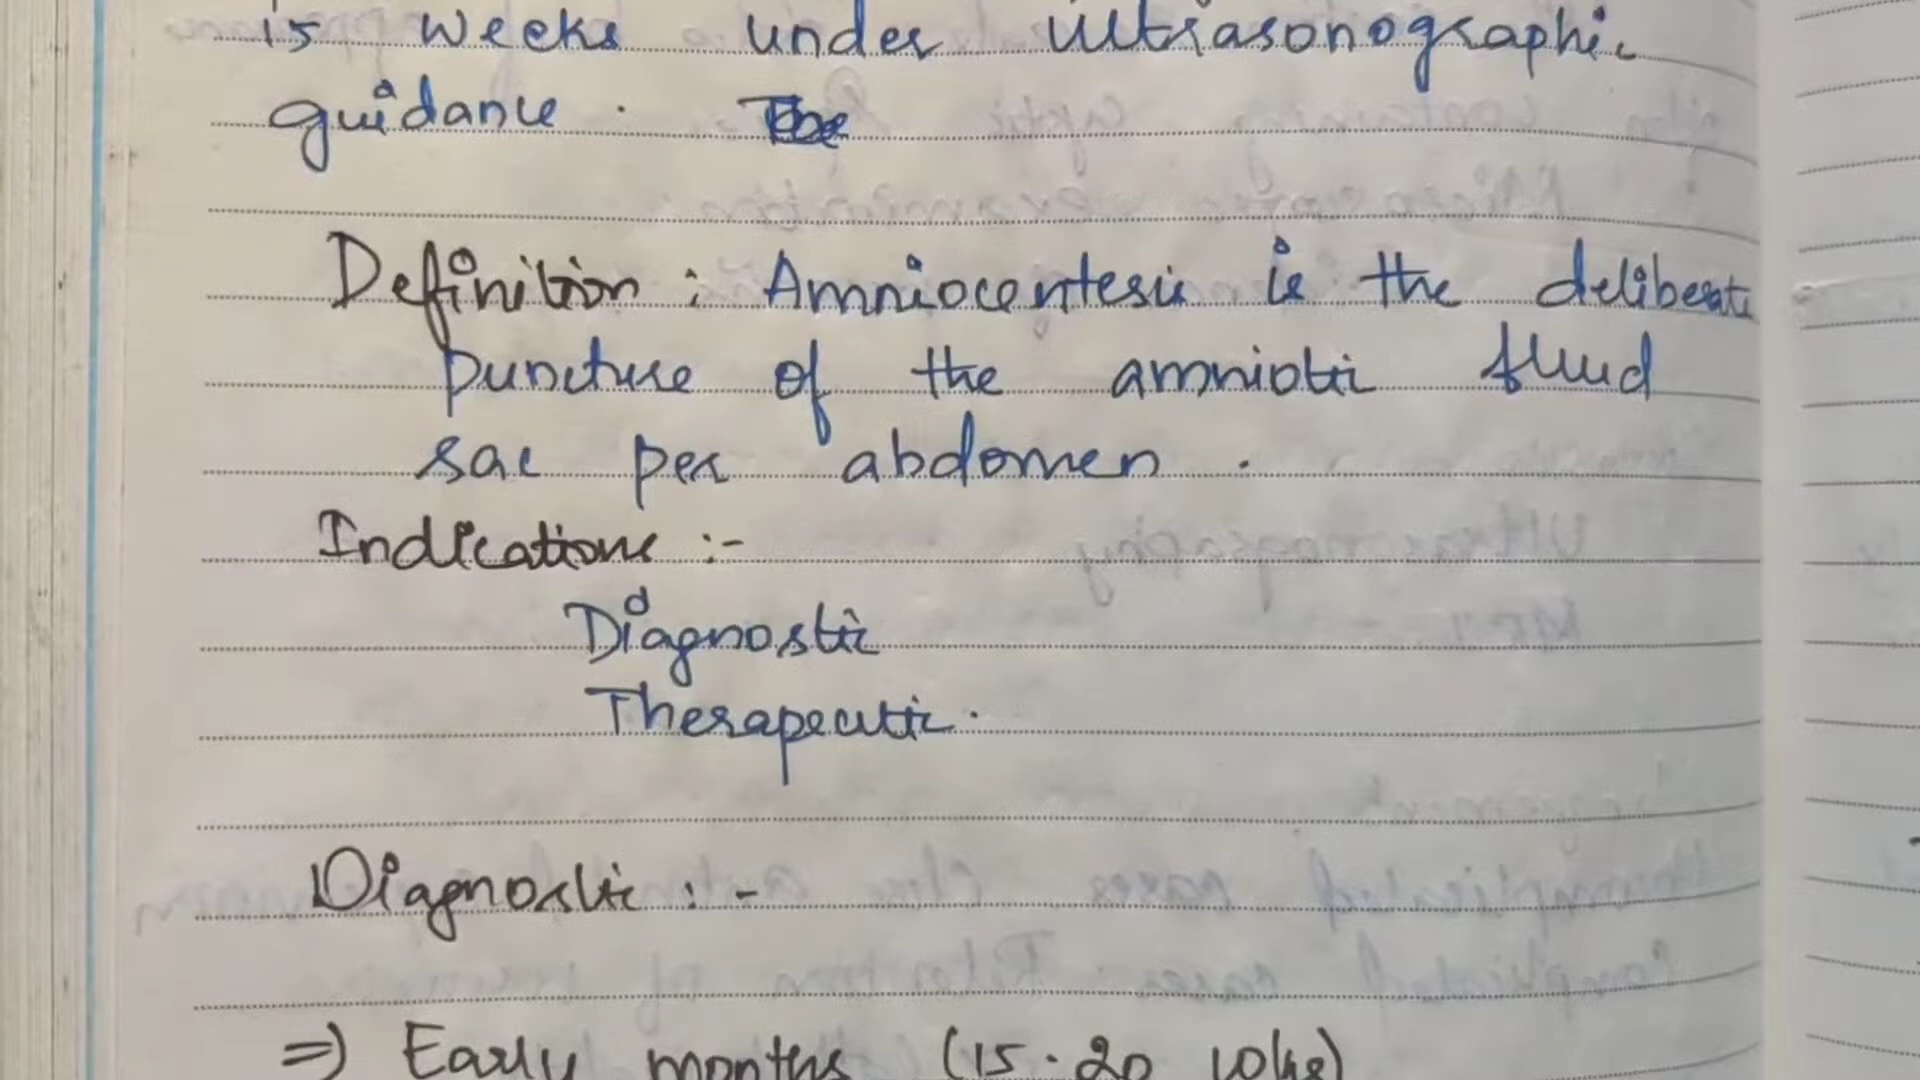 15 weeks under ultrasonographic
guidance. The
Definition : Amniocentesis is the deliberate
puncture of the amniotic fluid
sac per abdomen .
Indications :-
Diagnostic
Therapeutic.
Diagnostic : -
=> Early months (15-20 wks)